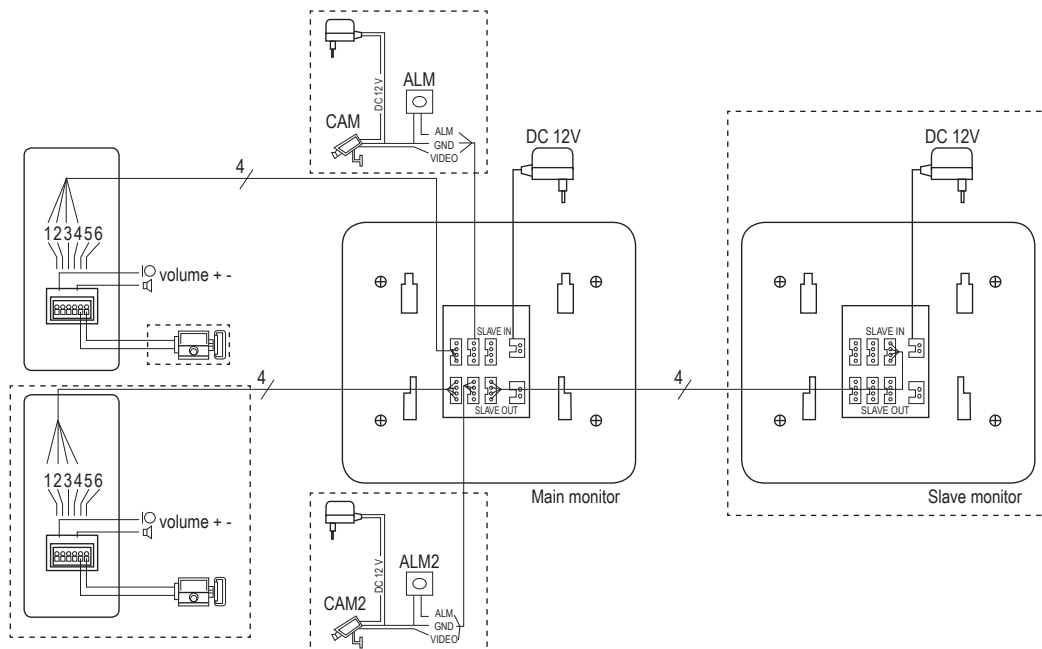 ALM
DC 12 V
CAM
ALM
GND
VIDEO
DC 12V
DC 12V
4
123456
volume + -
SLAVE IN
SLAVE OUT
Main monitor
SLAVE IN
SLAVE OUT
Slave monitor
4
4
123456
volume + -
DC 12 V
ALM2
CAM2
ALM
GND
VIDEO